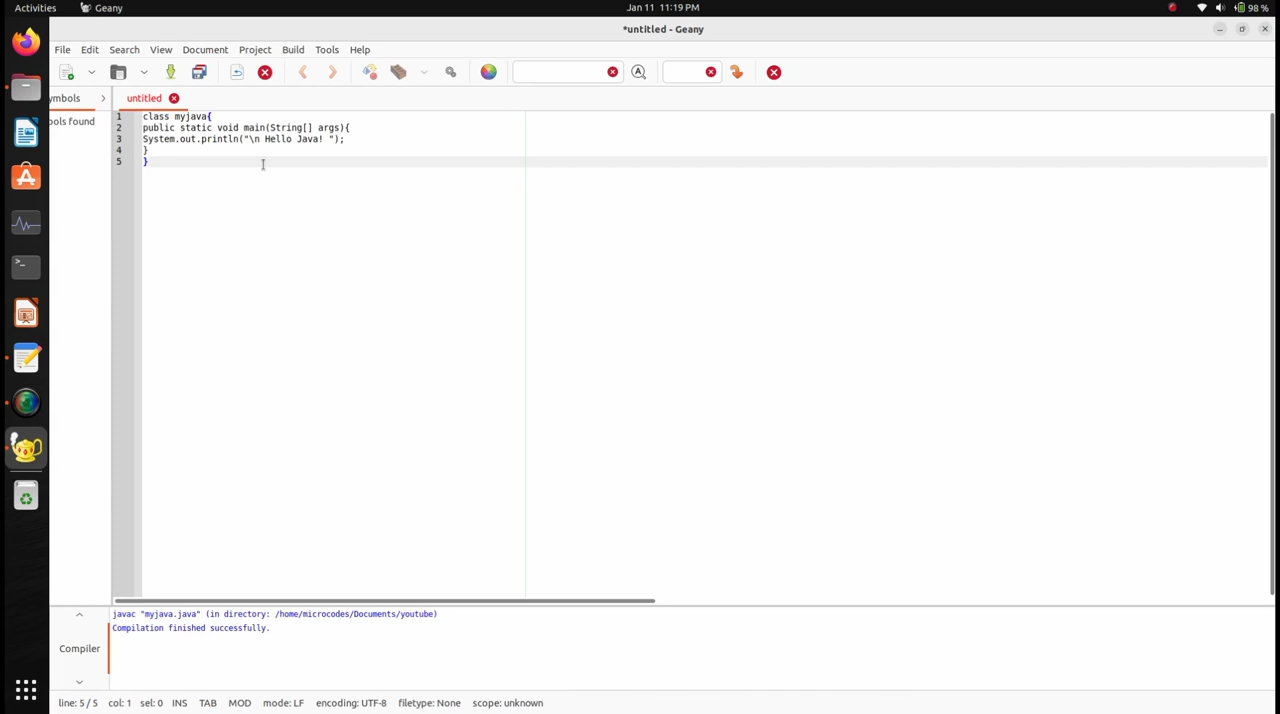 Activities Geany Jan 11 11:19 PM 98 %
*untitled - Geany
File Edit Search View Document Project Build Tools Help
ymbols untitled
ools found
1 class myjava{
2 public static void main(String[] args){
3 System.out.println("\n Hello Java! ");
4 }
5 }
javac "myjava.java" (in directory: /home/microcodes/Documents/youtube)
Compilation finished successfully.
Compiler
line: 5 / 5 col: 1 sel: 0 INS TAB MOD mode: LF encoding: UTF-8 filetype: None scope: unknown